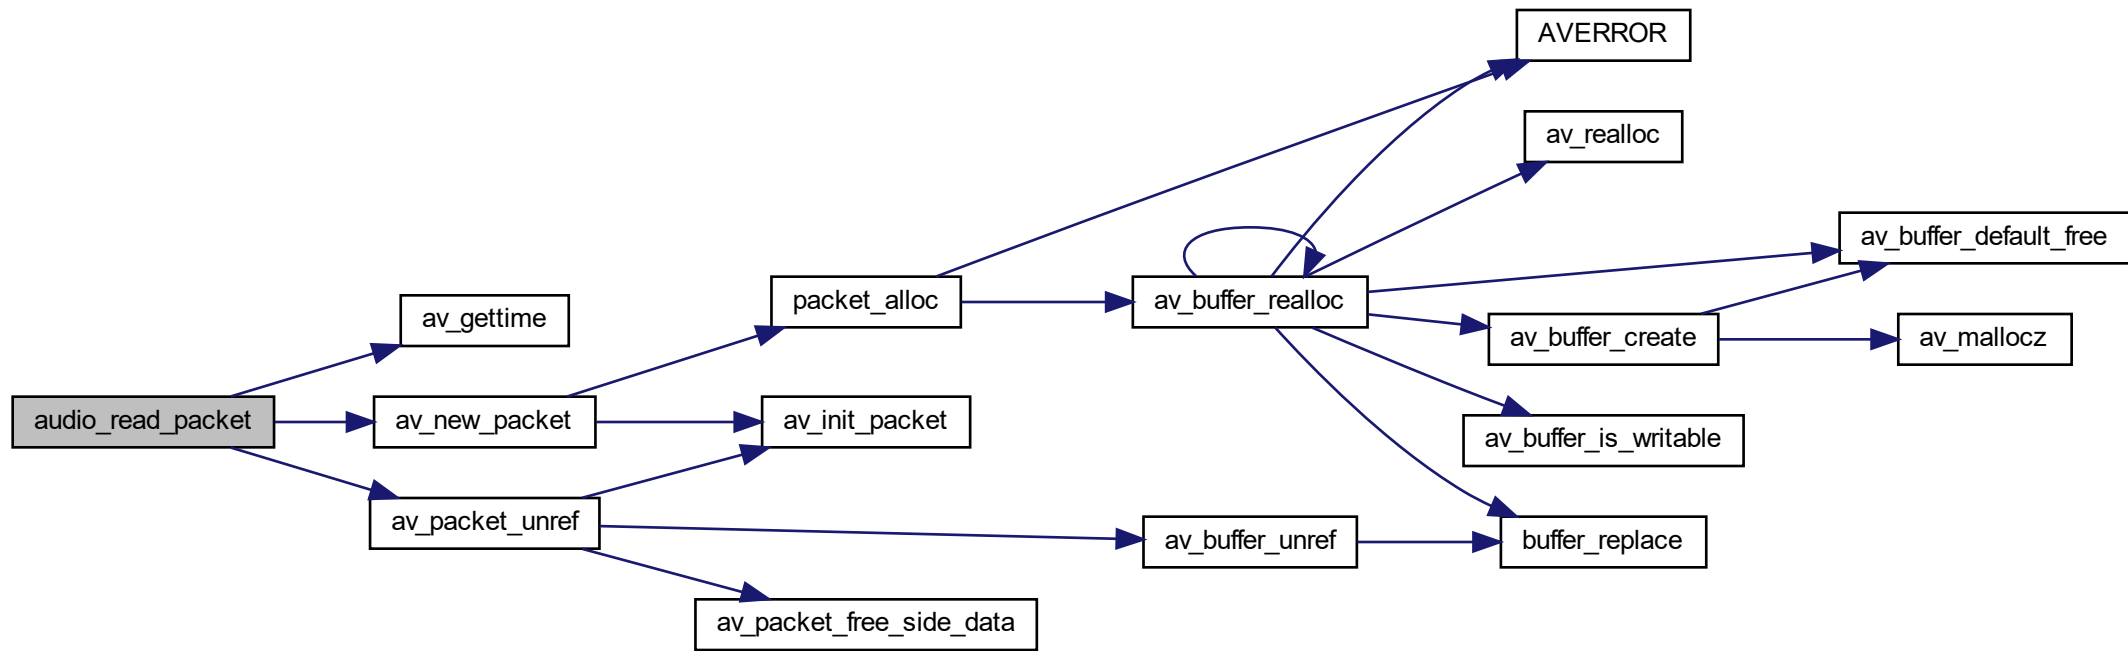 AVERROR
av_realloc
av_buffer_default_free
packet_alloc
av_buffer_realloc
av_gettime
av_buffer_create
av_mallocz
audio_read_packet
av_new_packet
av_init_packet
av_buffer_is_writable
av_packet_unref
av_buffer_unref
buffer_replace
av_packet_free_side_data